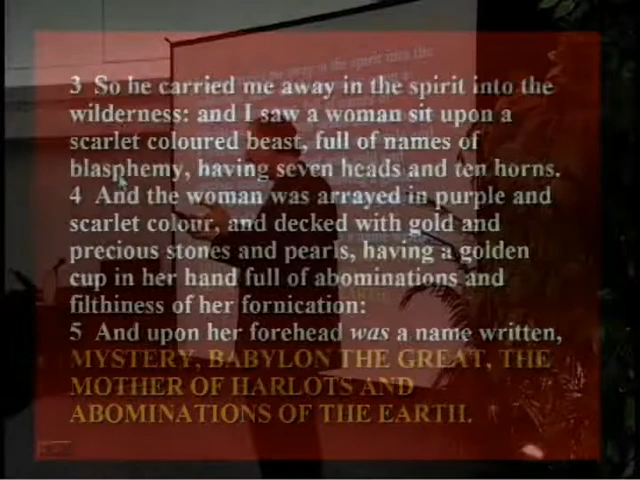 3 So he carried me away in the spirit into the
wilderness: and I saw a woman sit upon a
scarlet coloured beast, full of names of
blasphemy, having seven heads and ten horns.
4 And the woman was arrayed in purple and
scarlet colour, and decked with gold and
precious stones and pearls, having a golden
cup in her hand full of abominations and
filthiness of her fornication:
5 And upon her forehead was a name written,
MYSTERY, BABYLON THE GREAT, THE
MOTHER OF HARLOTS AND
ABOMINATIONS OF THE EARTH.